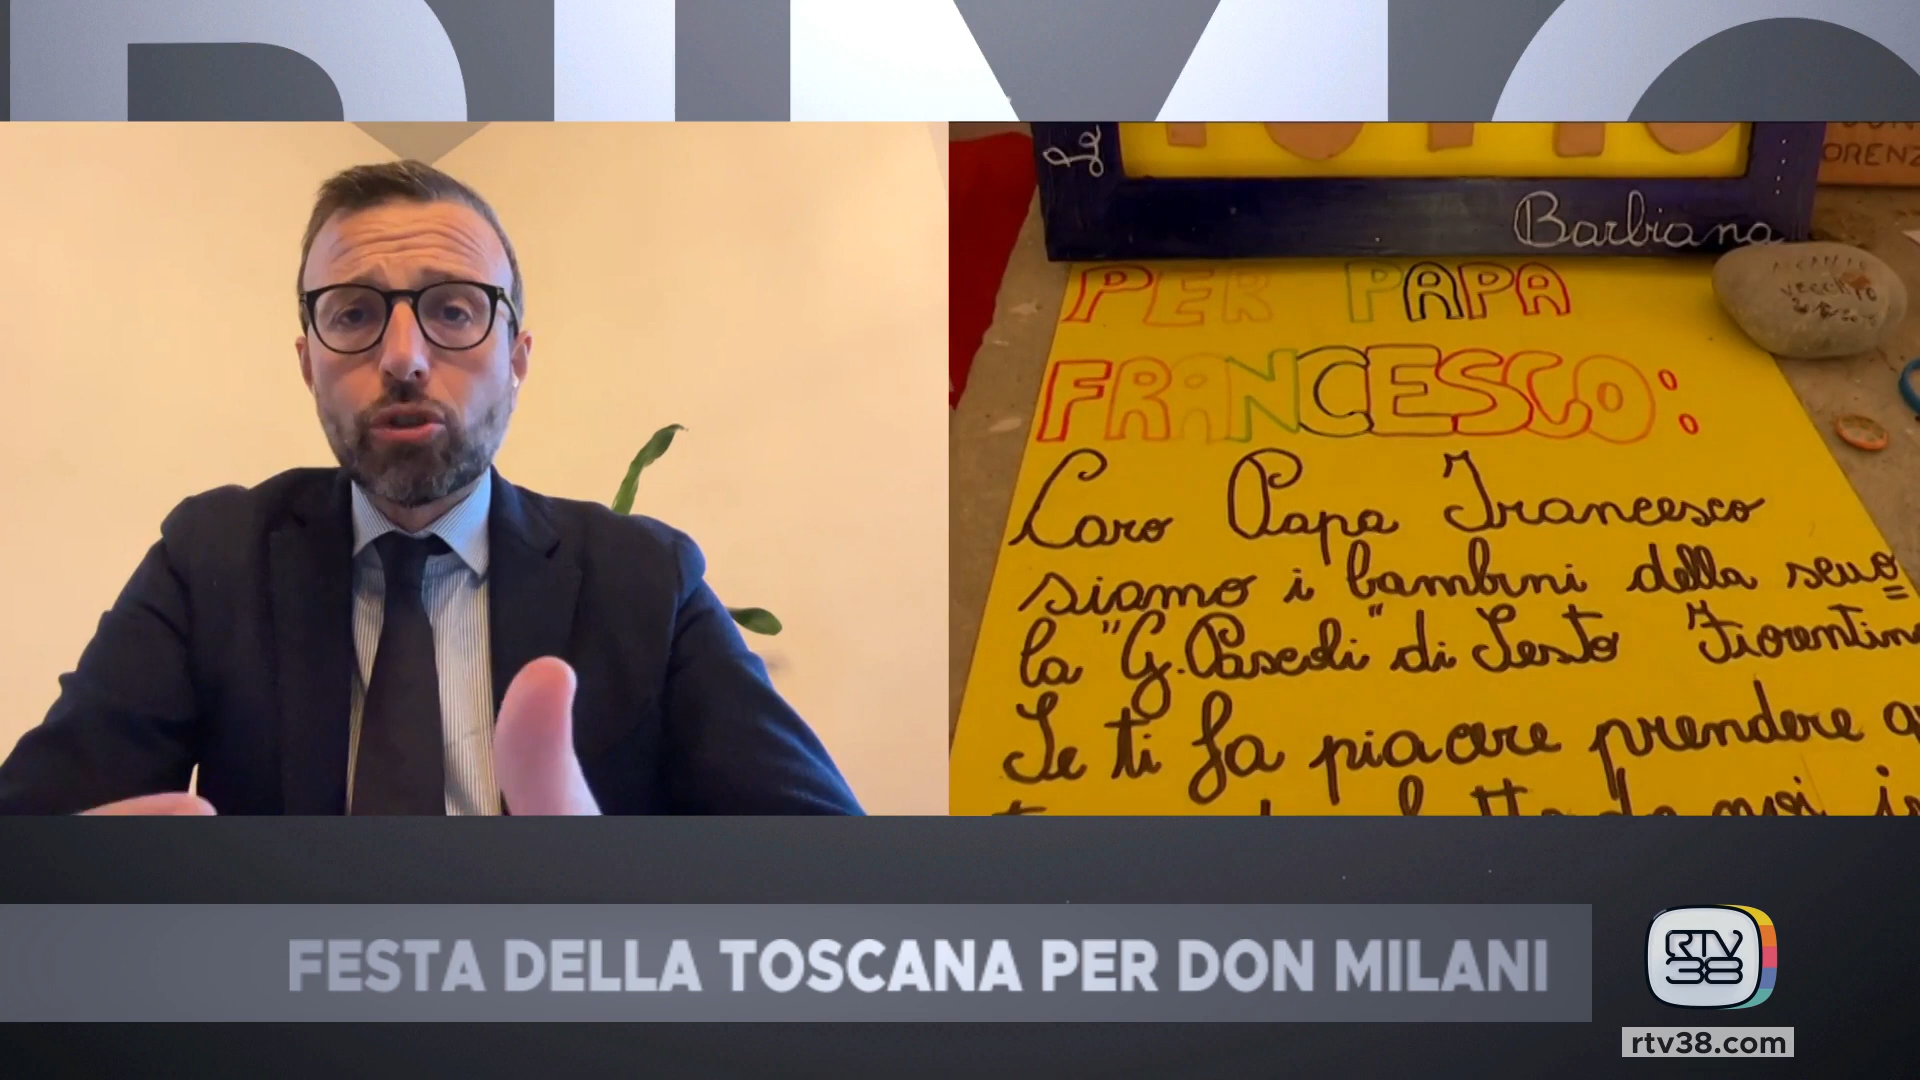 Barbiana
ORENZ
PER PAPA
FRANCESCO:
Caro Papa Francesco
siamo i bambini della scuo
la "G. Pascoli" di Sesto Fiorentino
Se ti fa piacere prendere
FESTA DELLA TOSCANA PER DON MILANI
RTV
38
rtv38.com